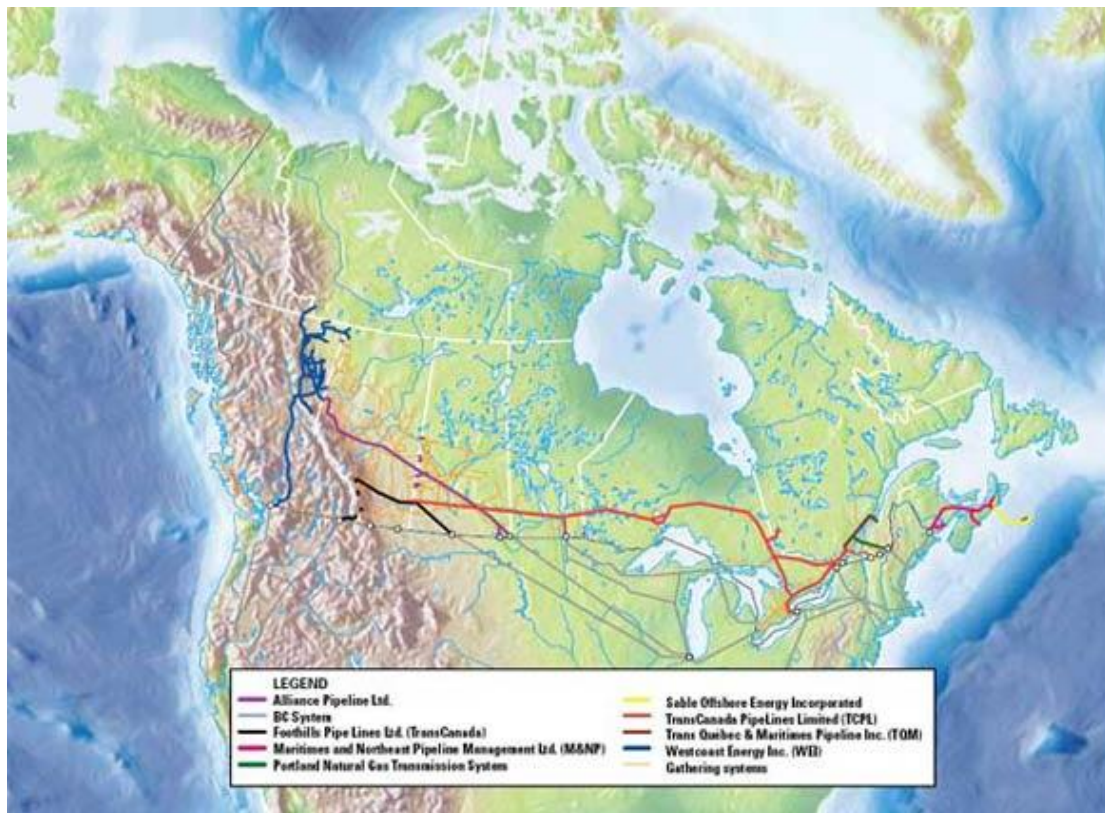 LEGEND
Alliance Pipeline Ltd.
BC System
Foothills Pipe Lines Ltd. (TransCanada)
Maritimes and Northeast Pipeline Management Ltd. (M&NP)
Portland Natural Gas Transmission System
Sable Offshore Energy Incorporated
TransCanada PipeLines Limited (TCPL)
Trans Québec & Maritimes Pipeline Inc. (TQM)
Westcoast Energy Inc. (WEI)
Gathering systems